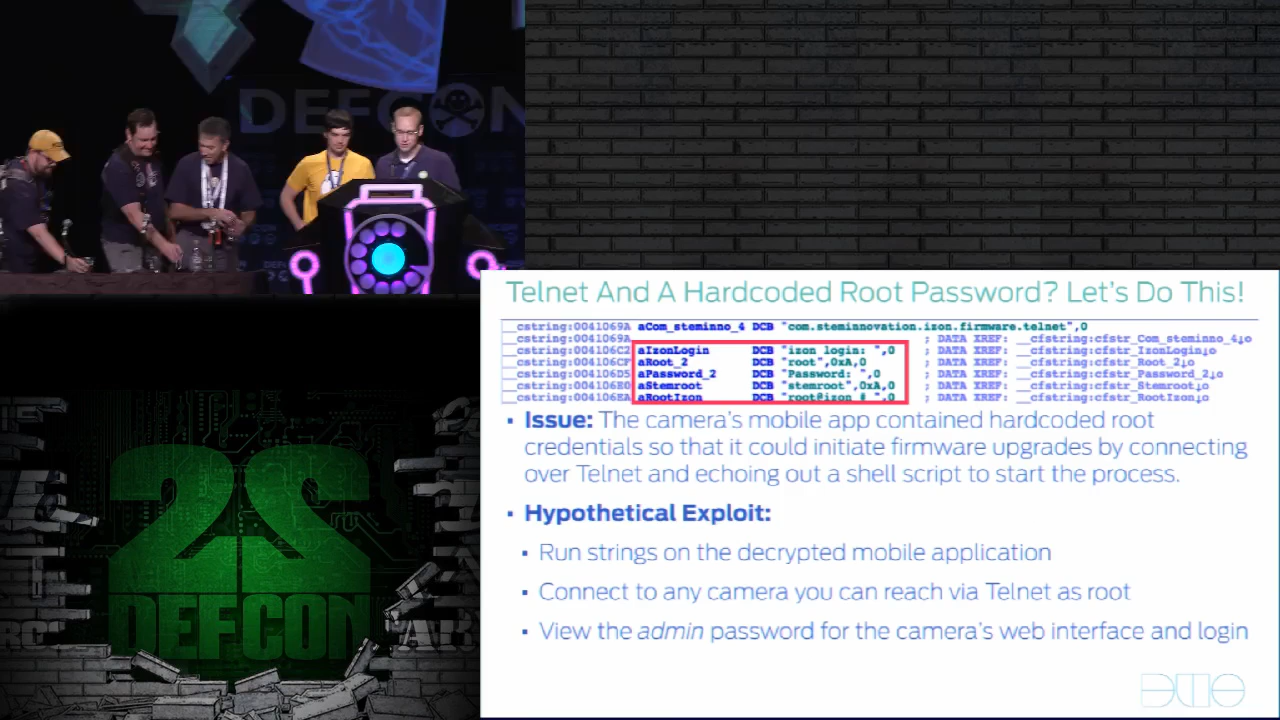 DEFCON
Telnet And A Hardcoded Root Password? Let's Do This!
__cstring:0041069A aCom_steminno_4 DCB "com.steminnovation.izon.firmware.telnet",0
__cstring:0041069A ; DATA XREF: __cfstring:cfstr_Com_steminno_4↓o
__cstring:004106C2 aIzonLogin DCB "izon login: ",0 ; DATA XREF: __cfstring:cfstr_IzonLogin↓o
__cstring:004106CF aRoot_2 DCB "root",0xA,0 ; DATA XREF: __cfstring:cfstr_Root_2↓o
__cstring:004106D5 aPassword_2 DCB "Password: ",0 ; DATA XREF: __cfstring:cfstr_Password_2↓o
__cstring:004106E0 aStemroot DCB "stemroot",0xA,0 ; DATA XREF: __cfstring:cfstr_Stemroot↓o
__cstring:004106EA aRootIzon DCB "root@izon # ",0 ; DATA XREF: __cfstring:cfstr_RootIzon↓o
▪ Issue: The camera's mobile app contained hardcoded root
credentials so that it could initiate firmware upgrades by connecting
over Telnet and echoing out a shell script to start the process.
▪ Hypothetical Exploit:
▪ Run strings on the decrypted mobile application
▪ Connect to any camera you can reach via Telnet as root
▪ View the admin password for the camera's web interface and login
22
DEFCON